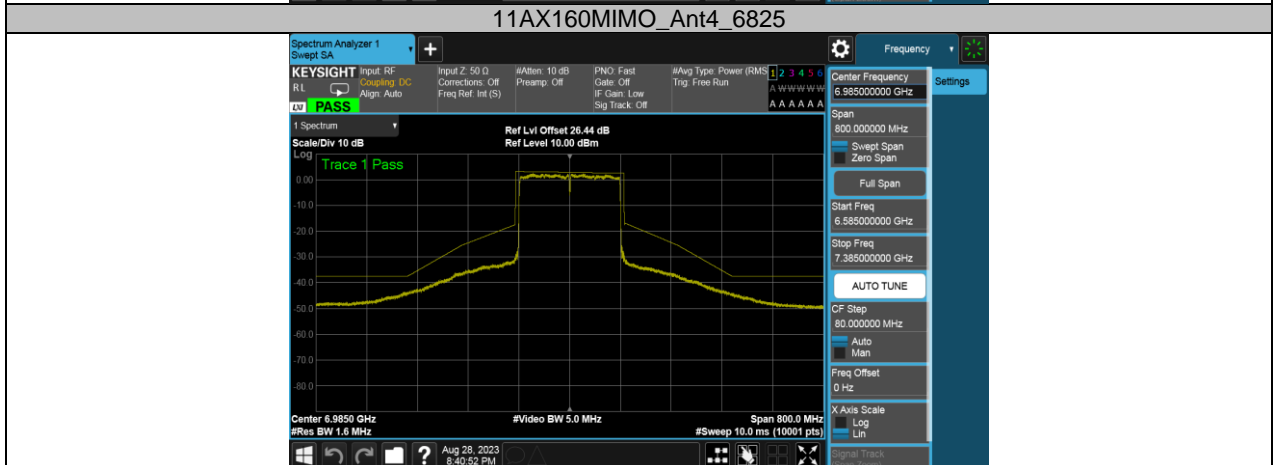 11AX160MIMO_Ant4_6825
Spectrum Analyzer 1
Swept SA
+
Frequency
KEYSIGHT
RL
LXI
PASS
Input: RF
Coupling: DC
Align: Auto
Input Z: 50 Ω
Corrections: Off
Freq Ref: Int (S)
#Atten: 10 dB
Preamp: Off
PNO: Fast
Gate: Off
IF Gain: Low
Sig Track: Off
#Avg Type: Power (RMS
Trig: Free Run
1 2 3 4 5 6
A W W W W W
A A A A A A
Center Frequency
6.985000000 GHz
Settings
Span
800.000000 MHz
Swept Span
Zero Span
Full Span
Start Freq
6.585000000 GHz
Stop Freq
7.385000000 GHz
AUTO TUNE
CF Step
80.000000 MHz
Auto
Man
Freq Offset
0 Hz
X Axis Scale
Log
Lin
Signal Track
1 Spectrum
Scale/Div 10 dB
Ref Lvl Offset 26.44 dB
Ref Level 10.00 dBm
Log
Trace 1 Pass
0.00
-10.0
-20.0
-30.0
-40.0
-50.0
-60.0
-70.0
-80.0
Center 6.9850 GHz
#Res BW 1.6 MHz
#Video BW 5.0 MHz
Span 800.0 MHz
#Sweep 10.0 ms (10001 pts)
?
Aug 28, 2023
8:40:52 PM